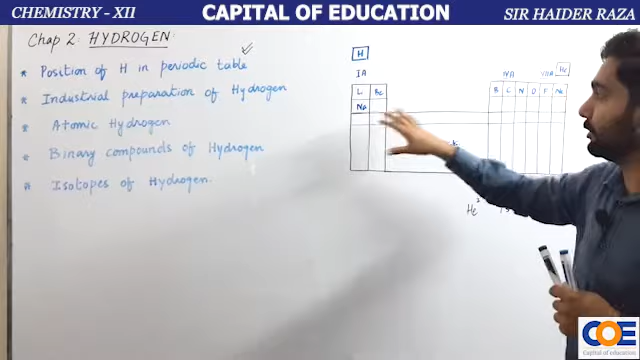 CHEMISTRY - XII CAPITAL OF EDUCATION SIR HAIDER RAZA
Chap 2: HYDROGEN
* Position of H in periodic table ✓
* Industrial preparation of Hydrogen
* Atomic Hydrogen
* Binary compounds of Hydrogen
* Isotopes of Hydrogen.
H
IA IVA VIIA He
L Be B C N O F Ne
Na
He²
COE
Capital of education